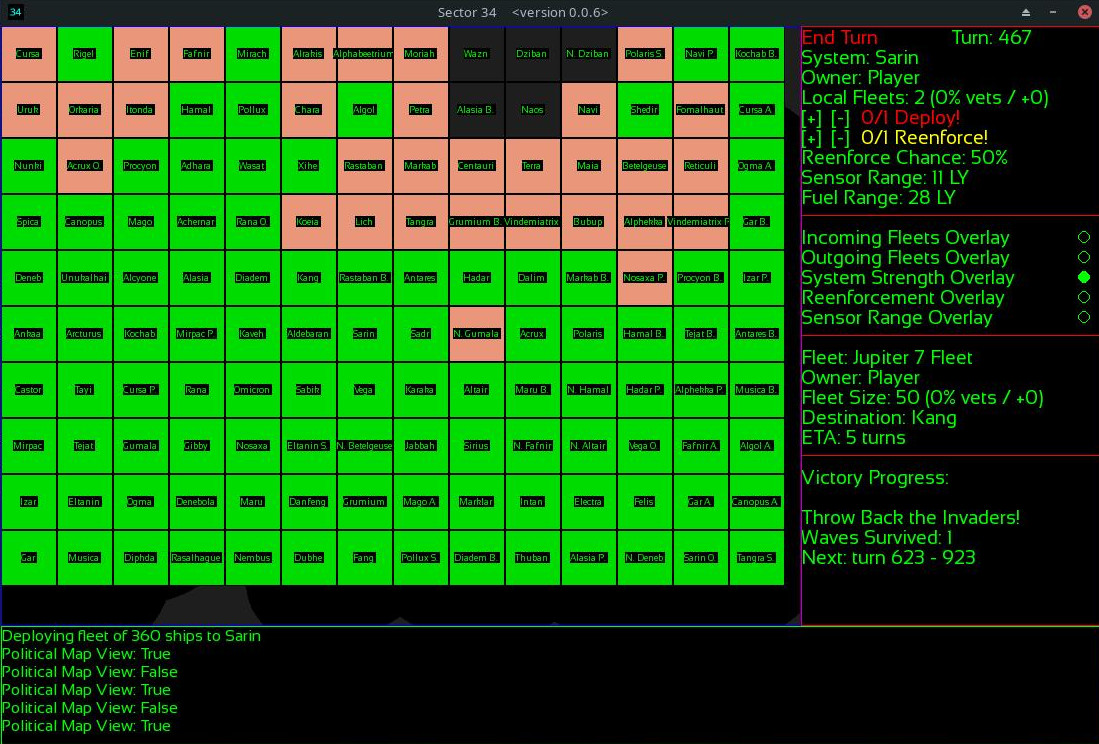 34 Sector 34 <version 0.0.6>
Cursa Rigel Enif Fafnir Mirach Alrakis Alphabeetrium Moriah Wazn Dziban N. Dziban Polaris S. Navi P. Kochab B.
Uruk Orkaria Ironda Hamal Pollux Chara Algol Petra Alasia B. Naos Navi Shedir Fomalhaut Cursa A.
Nunki Acrux O. Procyon Adhara Wasat Xihe Rastaban Markab Centauri Terra Maia Betelgeuse Reticuli Ogma A.
Spica Canopus Mago Achernar Rana O. Koeia Lich Tangra Grumium B. Vindemiatrix Bubup Alphekka Vindemiatrix P Gar B.
Deneb Unukalhai Alcyone Alasia Diadem Kang Rastaban B. Antares Hadar Dalim Markab B. Nosaxa P. Procyon B. Izar P.
Ankaa Arcturus Kochab Mirpac P. Kaveh Aldebaran Sarin Sadr N. Gumala Acrux Polaris Hamal B. Tejat B. Antares B.
Castor Tayi Cursa P. Rana Omicron Sabik Vega Karaka Altair Maru B. N. Hamal Hadar P. Alphekka P. Musica B.
Mirpac Tejat Gumala Gibby Nosaxa Eltanin S. N. Betelgeuse Jabbah Sirius N. Fafnir N. Altair Vega O. Fafnir A. Algol A.
Izar Eltanin Ogma Denebola Maru Danfeng Grumium Mago A. Marklar Intan Electra Felis Gar A. Canopus A.
Gar Musica Diphda Rasalhague Nembus Dubhe Fang Pollux S. Diadem B. Thuban Alasia P. N. Deneb Sarin O. Tangra S.
End Turn Turn: 467
System: Sarin
Owner: Player
Local Fleets: 2 (0% vets / +0)
[+] [-] 0/1 Deploy!
[+] [-] 0/1 Reenforce!
Reenforce Chance: 50%
Sensor Range: 11 LY
Fuel Range: 28 LY
Incoming Fleets Overlay
Outgoing Fleets Overlay
System Strength Overlay
Reenforcement Overlay
Sensor Range Overlay
Fleet: Jupiter 7 Fleet
Owner: Player
Fleet Size: 50 (0% vets / +0)
Destination: Kang
ETA: 5 turns
Victory Progress:
Throw Back the Invaders!
Waves Survived: 1
Next: turn 623 - 923
Deploying fleet of 360 ships to Sarin
Political Map View: True
Political Map View: False
Political Map View: True
Political Map View: False
Political Map View: True